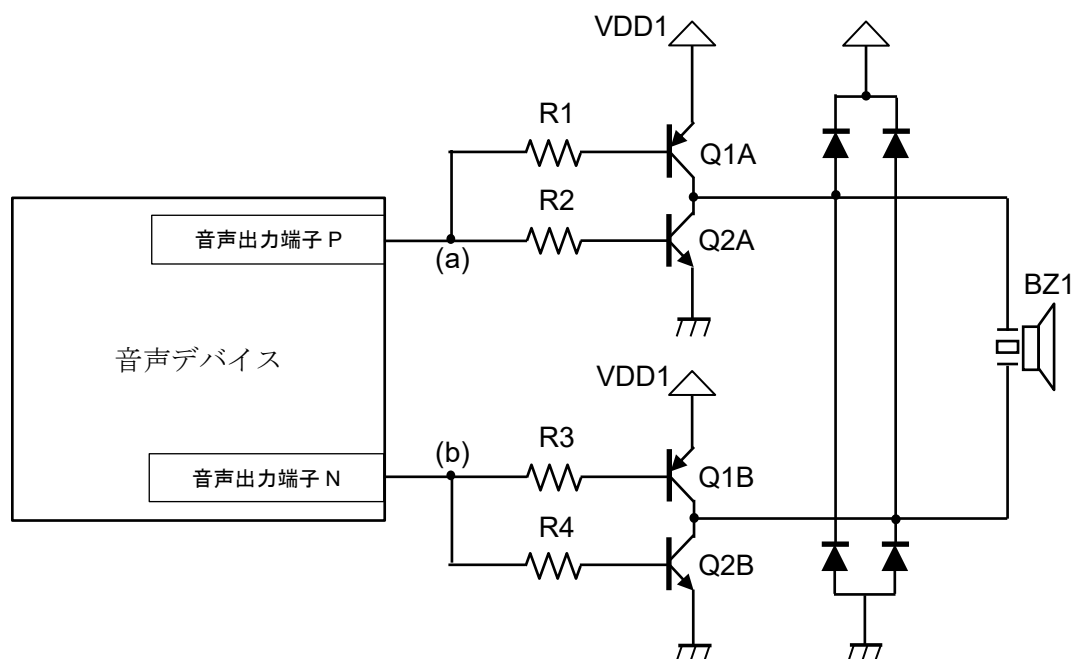 VDD1
R1
Q1A
R2
音声出力端子 P
(a)
Q2A
BZ1
音声デバイス
VDD1
(b)
R3
音声出力端子 N
Q1B
R4
Q2B